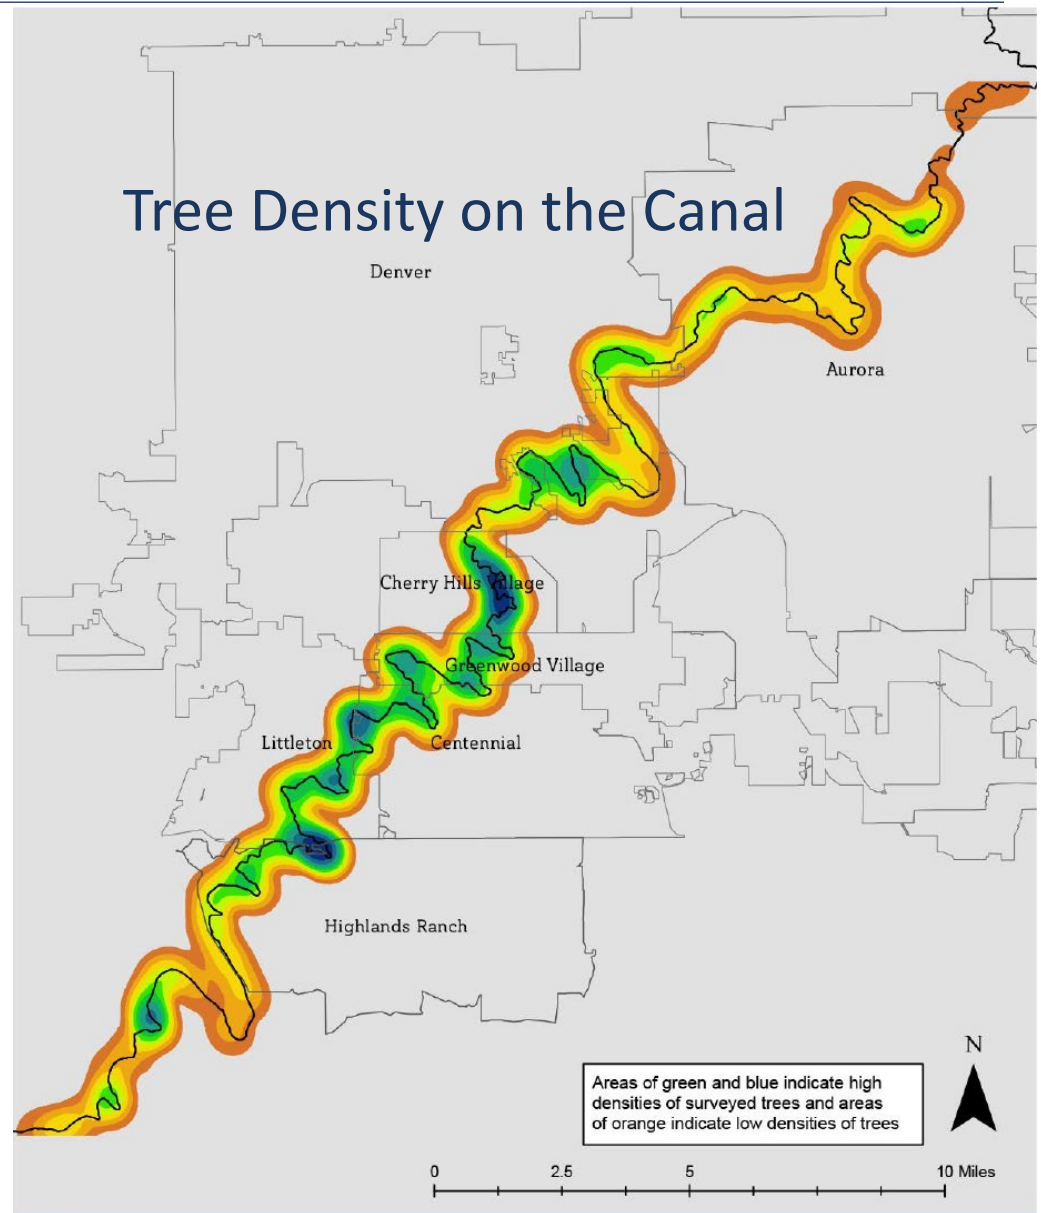 Tree Density on the Canal
Denver
Aurora
Cherry Hills Village
Greenwood Village
Littleton
Centennial
Highlands Ranch
N
Areas of green and blue indicate high
densities of surveyed trees and areas
of orange indicate low densities of trees
0 2.5 5 10 Miles